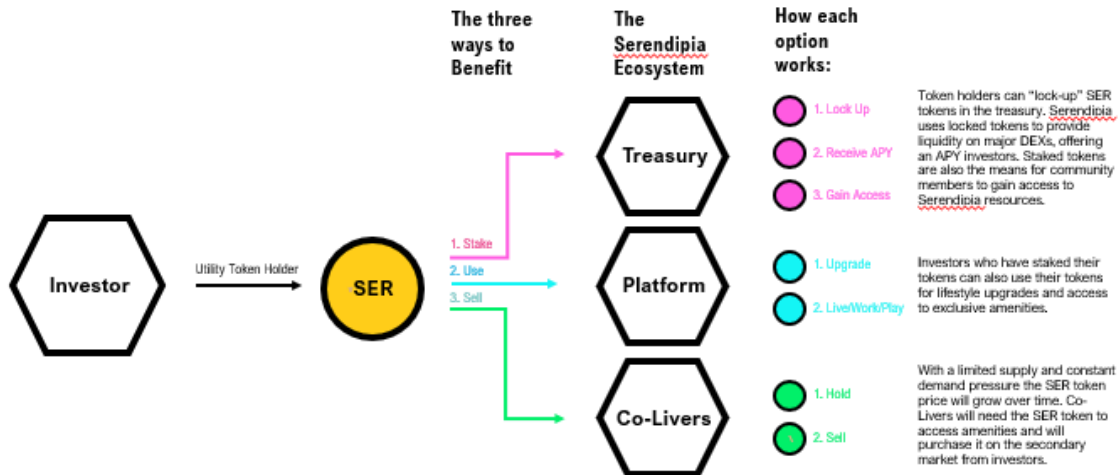 The three
ways to
Benefit
The
Serendipia
Ecosystem
How each
option
works:
Investor
Utility Token Holder
SER
1. Stake
2. Use
3. Sell
Treasury
1. Lock Up
2. Receive APY
3. Gain Access
Token holders can “lock-up” SER
tokens in the treasury. Serendipia
uses locked tokens to provide
liquidity on major DEXs, offering
an APY investors. Staked tokens
are also the means for community
members to gain access to
Serendipia resources.
Platform
1. Upgrade
2. Live/Work/Play
Investors who have staked their
tokens can also use their tokens
for lifestyle upgrades and access
to exclusive amenities.
Co-Livers
1. Hold
2. Sell
With a limited supply and constant
demand pressure the SER token
price will grow over time. Co-
Livers will need the SER token to
access amenities and will
purchase it on the secondary
market from investors.